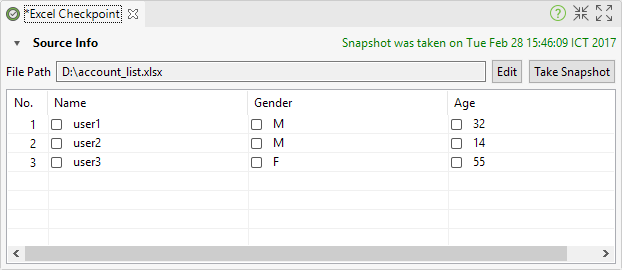 *Excel Checkpoint
Source Info Snapshot was taken on Tue Feb 28 15:46:09 ICT 2017
File Path D:\account_list.xlsx Edit Take Snapshot
No. Name Gender Age
1 user1 M 32
2 user2 M 14
3 user3 F 55